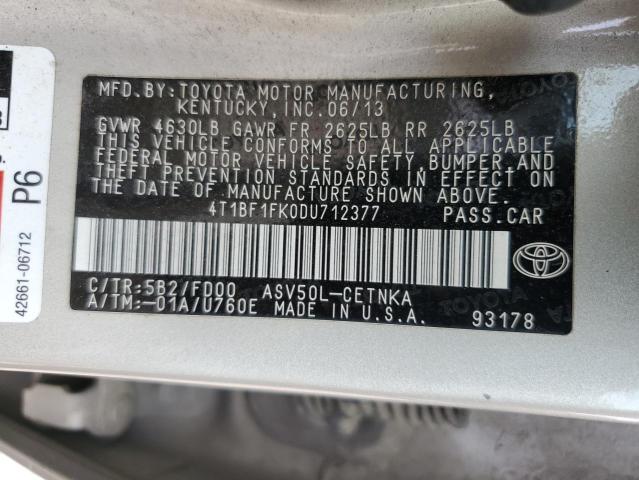 MFD.BY:TOYOTA MOTOR MANUFACTURING,
KENTUCKY, INC. 06/13
GVWR 4630LB GAWR FR 2625LB RR 2625LB
THIS VEHICLE CONFORMS TO ALL APPLICABLE
FEDERAL MOTOR VEHICLE SAFETY, BUMPER AND
THEFT PREVENTION STANDARDS IN EFFECT ON THE
DATE OF MANUFACTURE SHOWN ABOVE.
4T1BF1FK0DU712377 PASS.CAR
C/TR:5B2/FD00 ASV50L-CETNKA
A/TM:-01A/U760E MADE IN U.S.A.
93178
TOYOTA
42661-06712
P6